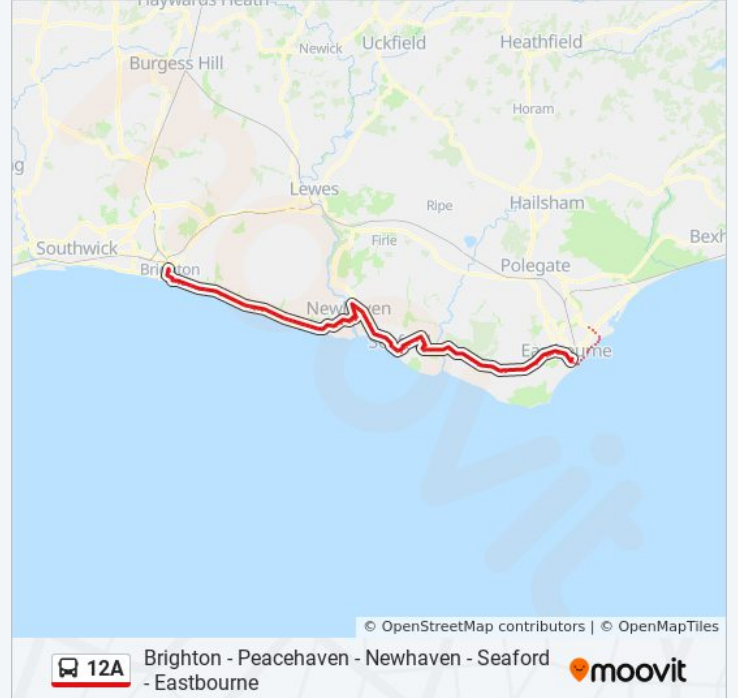 Haywards Heath
Newick
Uckfield
Heathfield
Burgess Hill
Horam
Lewes
Ripe
Hailsham
Southwick
Firle
Bexh
Brighton
Polegate
Newhaven
Eastbourne
© OpenStreetMap contributors | © OpenMapTiles
12A
Brighton - Peacehaven - Newhaven - Seaford
- Eastbourne
moovit